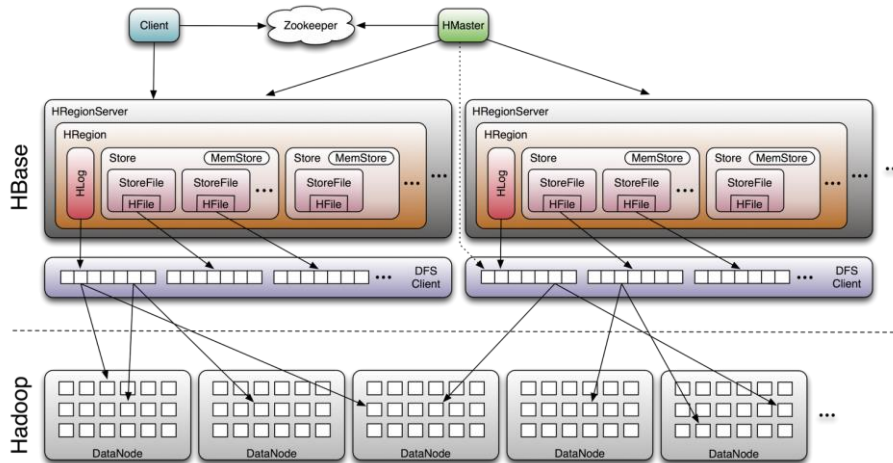 Client
Zookeeper
HMaster
HBase
HRegionServer
HRegion
HLog
Store
MemStore
StoreFile
HFile
StoreFile
HFile
...
Store
MemStore
StoreFile
HFile
...
...
HRegionServer
HRegion
HLog
Store
MemStore
StoreFile
HFile
StoreFile
HFile
...
Store
MemStore
StoreFile
HFile
...
...
...
...
DFS
Client
...
DFS
Client
Hadoop
DataNode
DataNode
DataNode
DataNode
DataNode
...